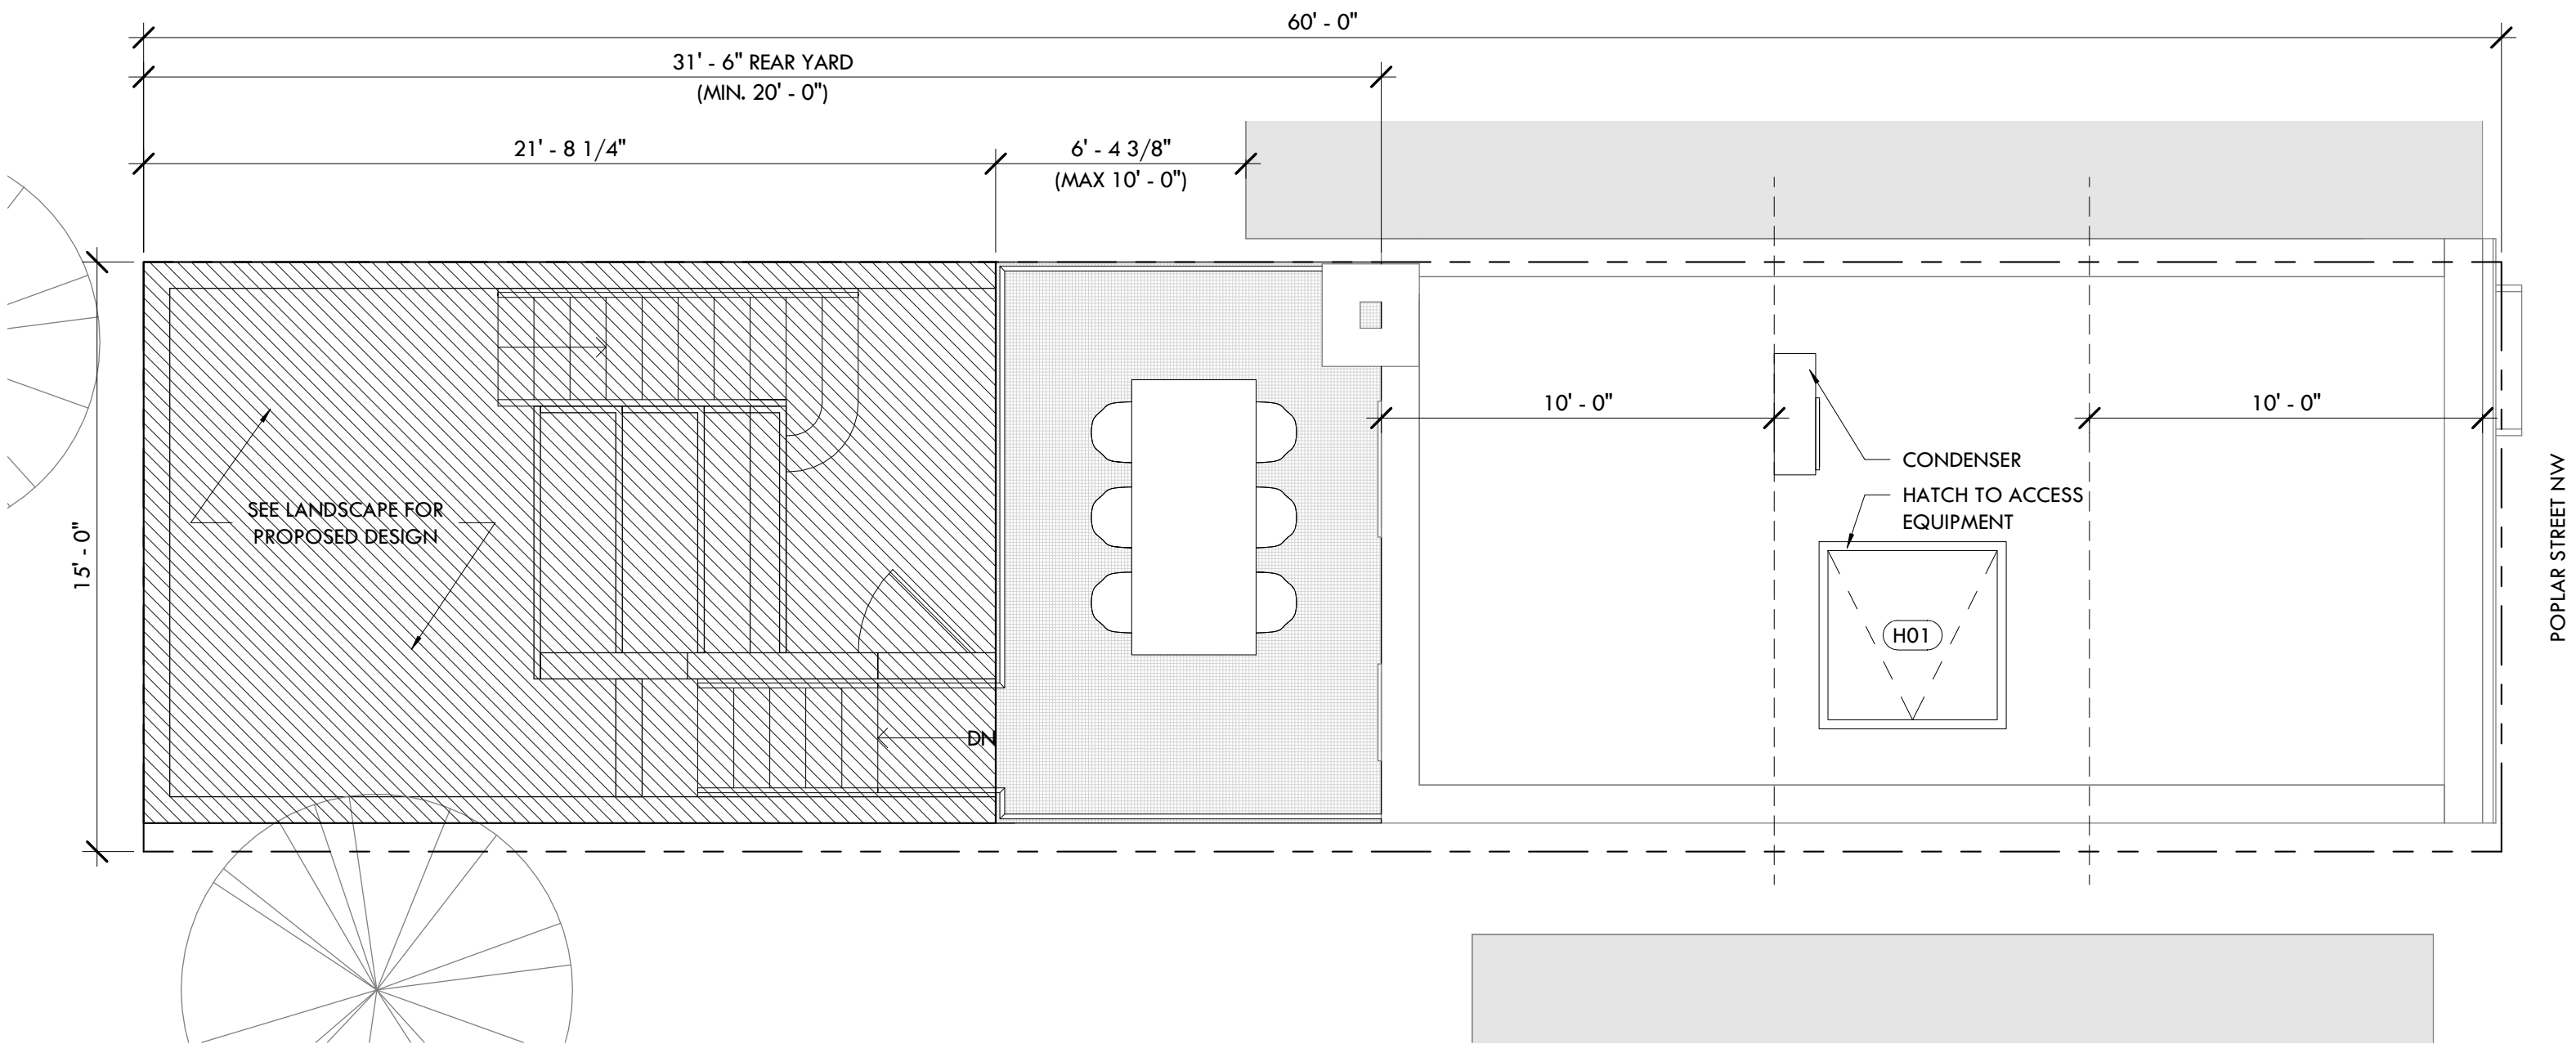 60' - 0"
31' - 6" REAR YARD
(MIN. 20' - 0")
21' - 8 1/4"
6' - 4 3/8"
(MAX 10' - 0")
10' - 0"
10' - 0"
CONDENSER
HATCH TO ACCESS
EQUIPMENT
SEE LANDSCAPE FOR
PROPOSED DESIGN
15' - 0"
H01
DN
POPLAR STREET NW